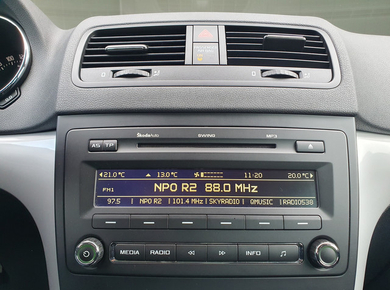 ŠkodaAuto SWING MP3
AS TP
21.0°C 13.0°C 11:20 20.0°C
FM1 NPO R2 88.0 MHz
97.5 NPO R2 101.4 MHz SKYRADIO QMUSIC RADIO538
MEDIA RADIO INFO